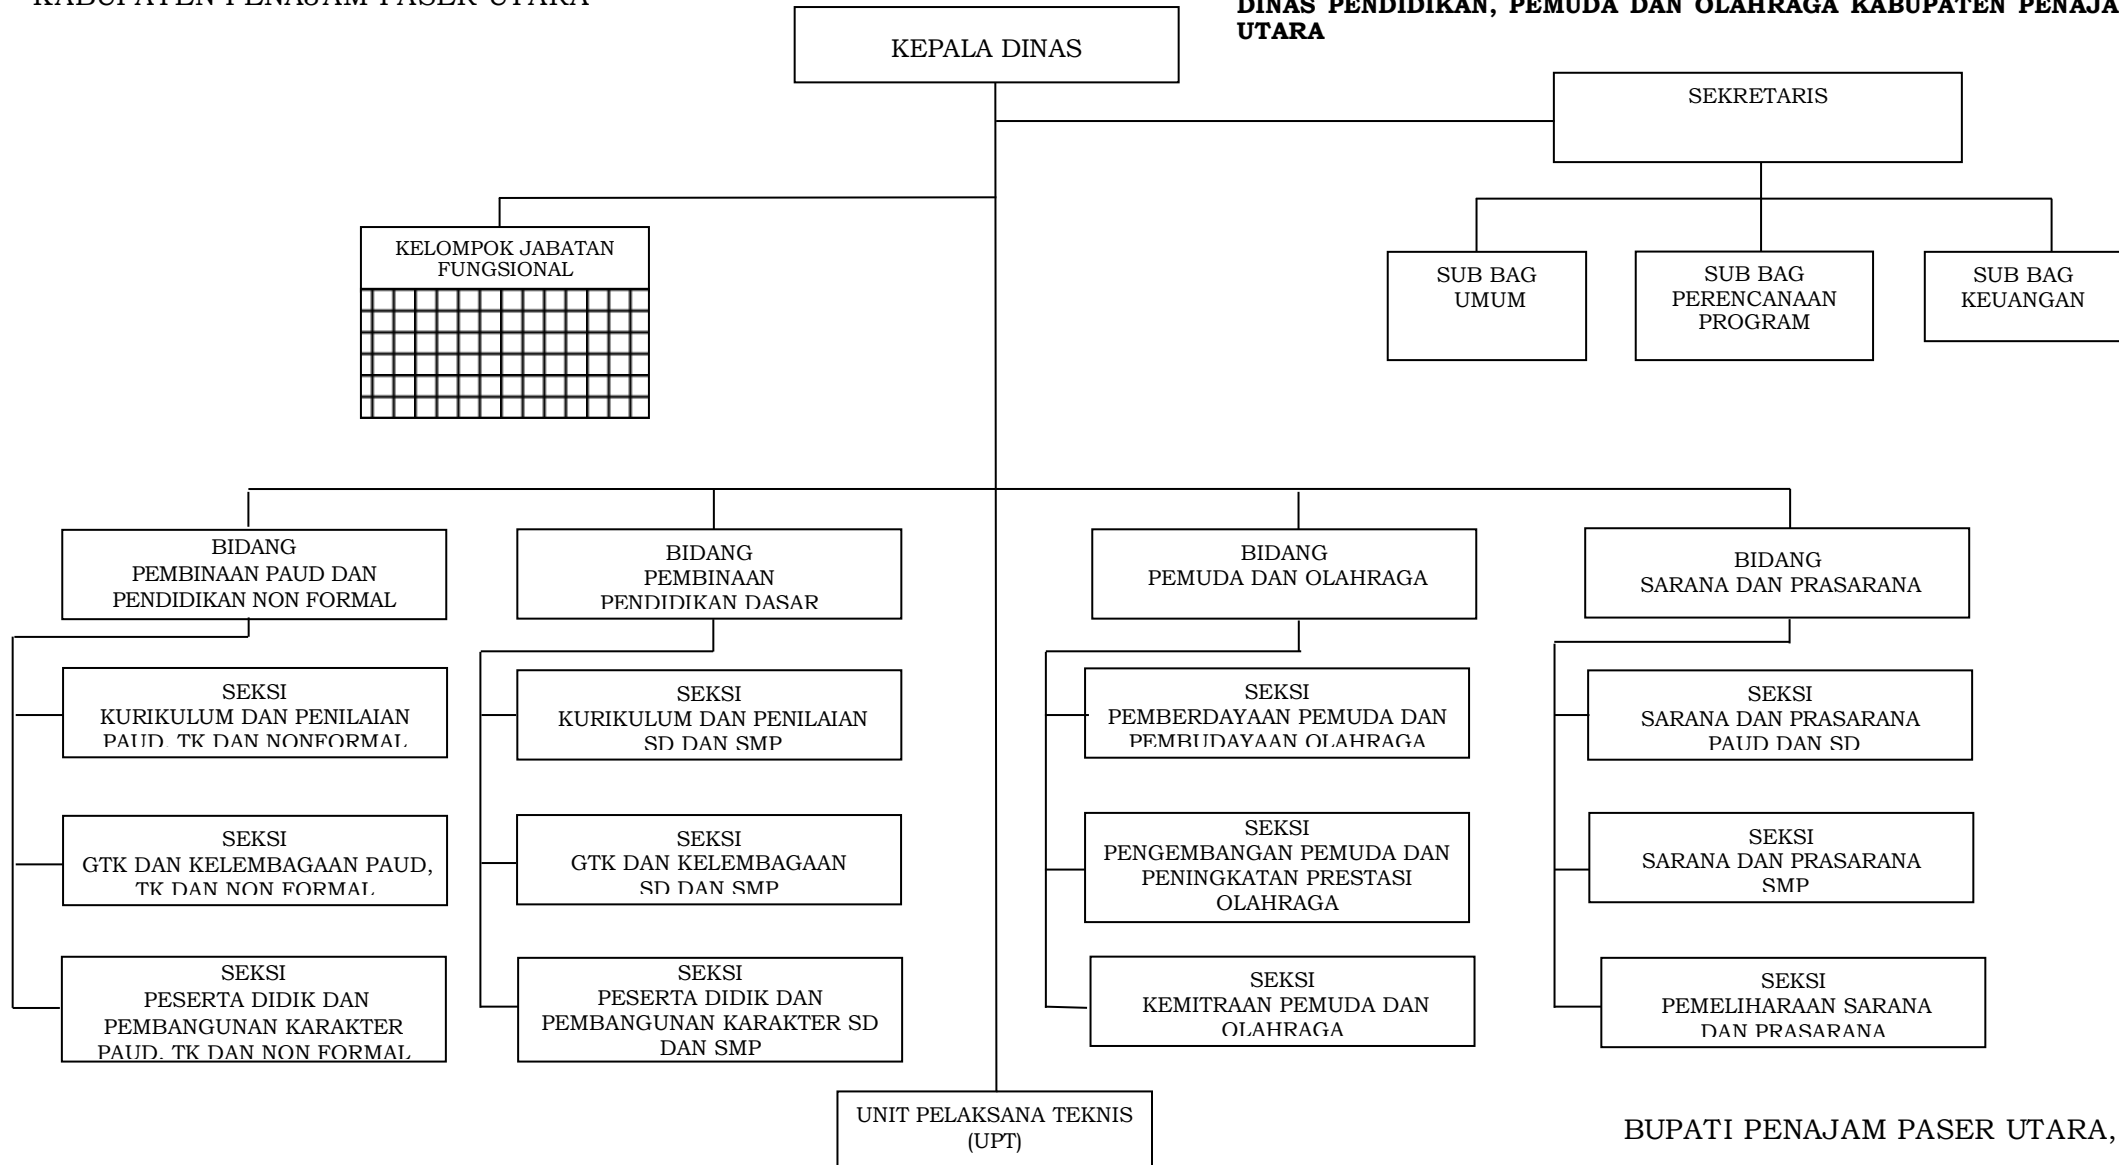 KABUPATEN PENAJAM PASER UTARA
DINAS PENDIDIKAN, PEMUDA DAN OLAHRAGA KABUPATEN
UTARA
KEPALA DINAS
SEKRETARIS
KELOMPOK JABATAN
FUNGSIONAL
SUB BAG
UMUM
SUB BAG
PERENCANAAN
PROGRAM
SUB BAG
KEUANGAN
BIDANG
PEMBINAAN PAUD DAN
PENDIDIKAN NON FORMAL
BIDANG
PEMBINAAN
PENDIDIKAN DASAR
BIDANG
PEMUDA DAN OLAHRAGA
BIDANG
SARANA DAN PRASARANA
SEKSI
KURIKULUM DAN PENILAIAN
PAUD, TK DAN NONFORMAL
SEKSI
KURIKULUM DAN PENILAIAN
SD DAN SMP
SEKSI
PEMBERDAYAAN PEMUDA DAN
PEMBUDAYAAN OLAHRAGA
SEKSI
SARANA DAN PRASARANA
PAUD DAN SD
SEKSI
GTK DAN KELEMBAGAAN PAUD,
TK DAN NON FORMAL
SEKSI
GTK DAN KELEMBAGAAN
SD DAN SMP
SEKSI
PENGEMBANGAN PEMUDA DAN
PENINGKATAN PRESTASI
OLAHRAGA
SEKSI
SARANA DAN PRASARANA
SMP
SEKSI
PESERTA DIDIK DAN
PEMBANGUNAN KARAKTER
PAUD, TK DAN NON FORMAL
SEKSI
PESERTA DIDIK DAN
PEMBANGUNAN KARAKTER SD
DAN SMP
SEKSI
KEMITRAAN PEMUDA DAN
OLAHRAGA
SEKSI
PEMELIHARAAN SARANA
DAN PRASARANA
UNIT PELAKSANA TEKNIS
(UPT)
BUPATI PENAJAM PASER UTARA,